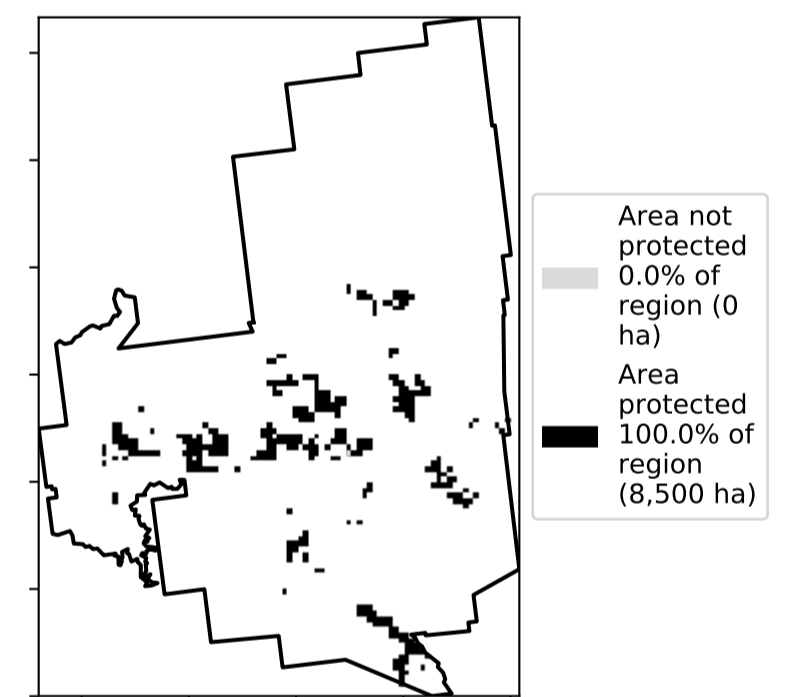 Area not
protected
0.0% of
region (0
ha)
Area
protected
100.0% of
region
(8,500 ha)